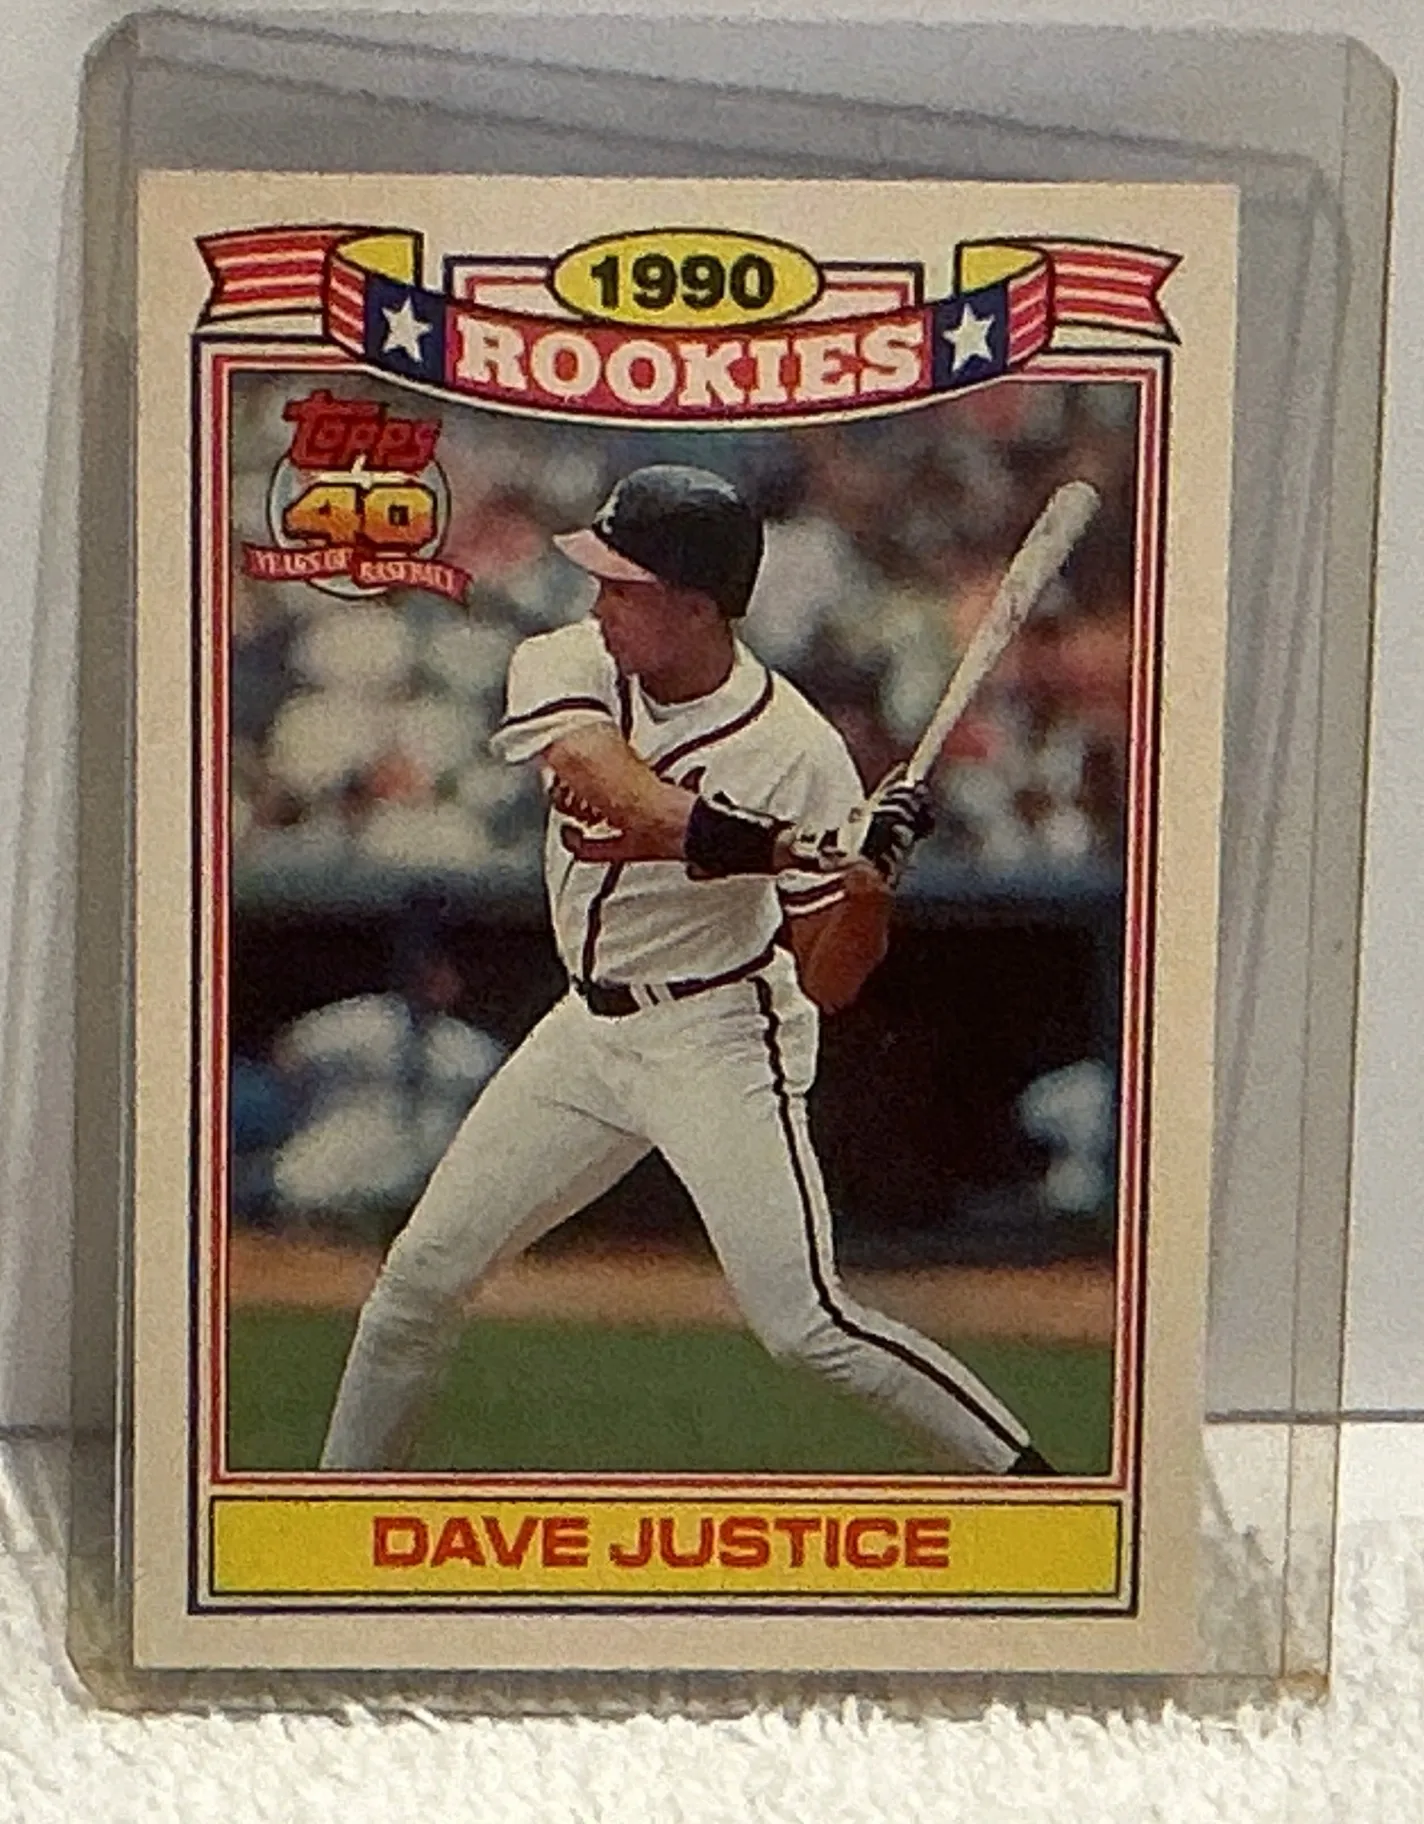 1990
ROOKIES
Topps
40
YEARS OF BASEBALL
DAVE JUSTICE